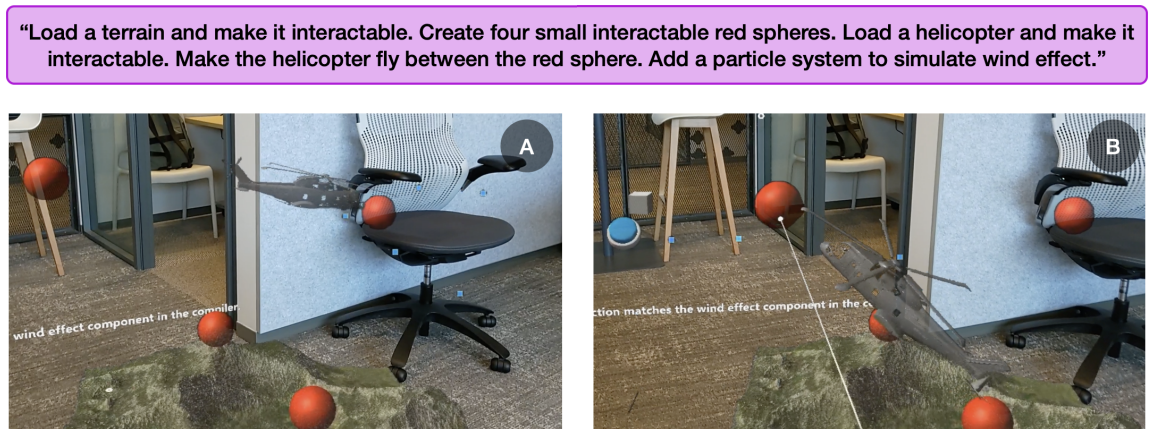 “Load a terrain and make it interactable. Create four small interactable red spheres. Load a helicopter and make it
interactable. Make the helicopter fly between the red sphere. Add a particle system to simulate wind effect.”
A
B
wind effect component in the compiler.
ction matches the wind effect component in the